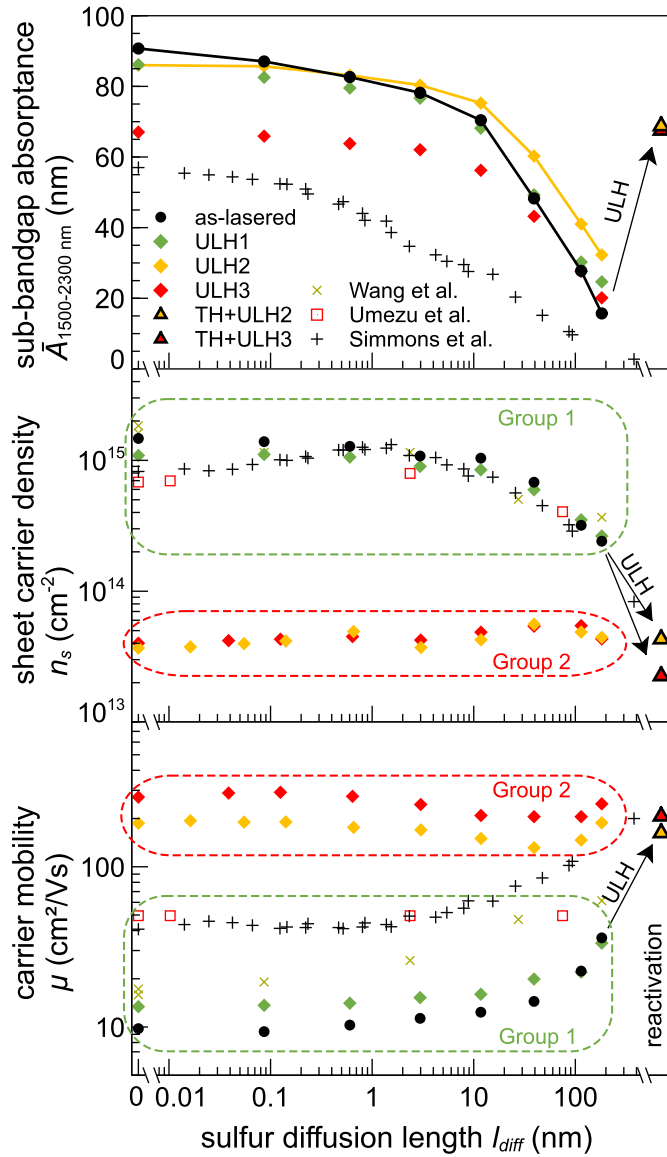 sub-bandgap absorptance
Ā1500-2300 nm (nm)
100
80
60
40
20
0
as-lasered
ULH1
ULH2
ULH3
TH+ULH2
TH+ULH3
Wang et al.
Umezu et al.
Simmons et al.
ULH
sheet carrier density
ns (cm-2)
10^15
10^14
10^13
Group 1
Group 2
ULH
carrier mobility
μ (cm²/Vs)
100
10
Group 2
Group 1
ULH
reactivation
0 0.01 0.1 1 10 100
sulfur diffusion length ldiff (nm)